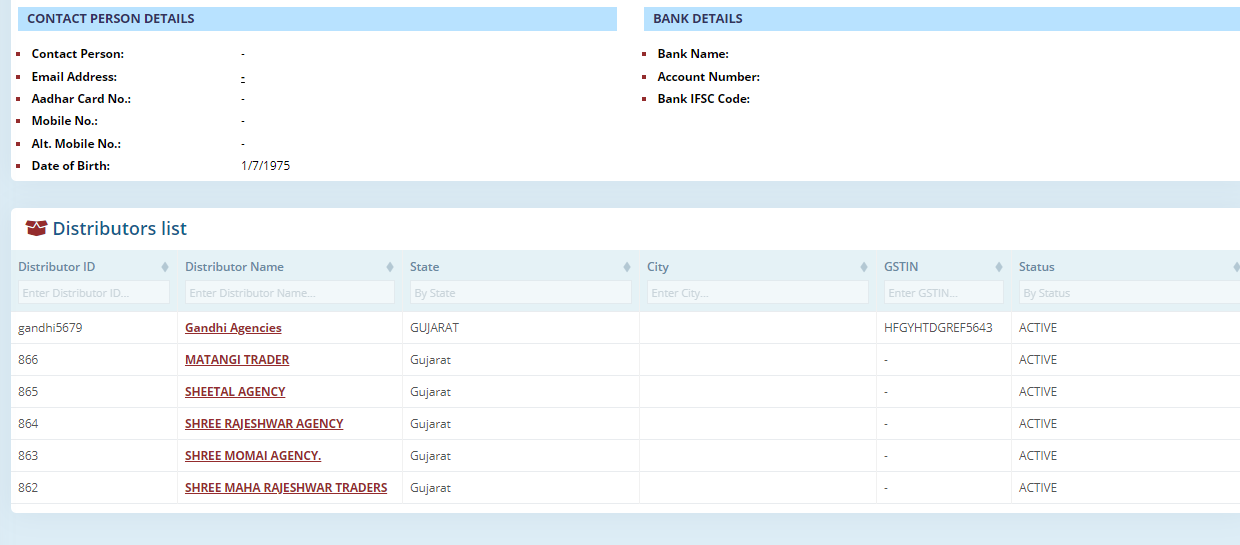 CONTACT PERSON DETAILS
Contact Person: -
Email Address: -
Aadhar Card No.: -
Mobile No.: -
Alt. Mobile No.: -
Date of Birth: 1/7/1975
BANK DETAILS
Bank Name:
Account Number:
Bank IFSC Code:
Distributors list
Distributor ID Distributor Name State City GSTIN Status
Enter Distributor ID... Enter Distributor Name... By State Enter City... Enter GSTIN... By Status
gandhi5679 Gandhi Agencies GUJARAT HFGYHTDGREF5643 ACTIVE
866 MATANGI TRADER Gujarat - ACTIVE
865 SHEETAL AGENCY Gujarat - ACTIVE
864 SHREE RAJESHWAR AGENCY Gujarat - ACTIVE
863 SHREE MOMAI AGENCY. Gujarat - ACTIVE
862 SHREE MAHA RAJESHWAR TRADERS Gujarat - ACTIVE